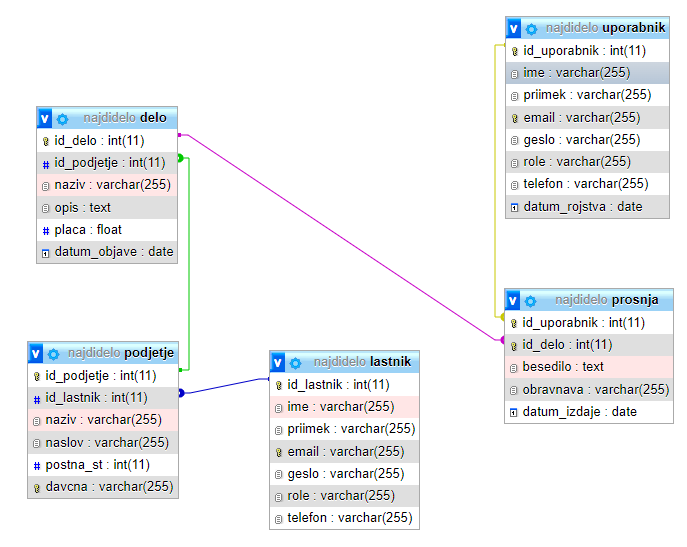 najdidelo uporabnik
id_uporabnik : int(11)
ime : varchar(255)
priimek : varchar(255)
email : varchar(255)
geslo : varchar(255)
role : varchar(255)
telefon : varchar(255)
datum_rojstva : date
najdidelo delo
id_delo : int(11)
id_podjetje : int(11)
naziv : varchar(255)
opis : text
placa : float
datum_objave : date
najdidelo prosnja
id_uporabnik : int(11)
id_delo : int(11)
besedilo : text
obravnava : varchar(255)
datum_izdaje : date
najdidelo podjetje
id_podjetje : int(11)
id_lastnik : int(11)
naziv : varchar(255)
naslov : varchar(255)
postna_st : int(11)
davcna : varchar(255)
najdidelo lastnik
id_lastnik : int(11)
ime : varchar(255)
priimek : varchar(255)
email : varchar(255)
geslo : varchar(255)
role : varchar(255)
telefon : varchar(255)